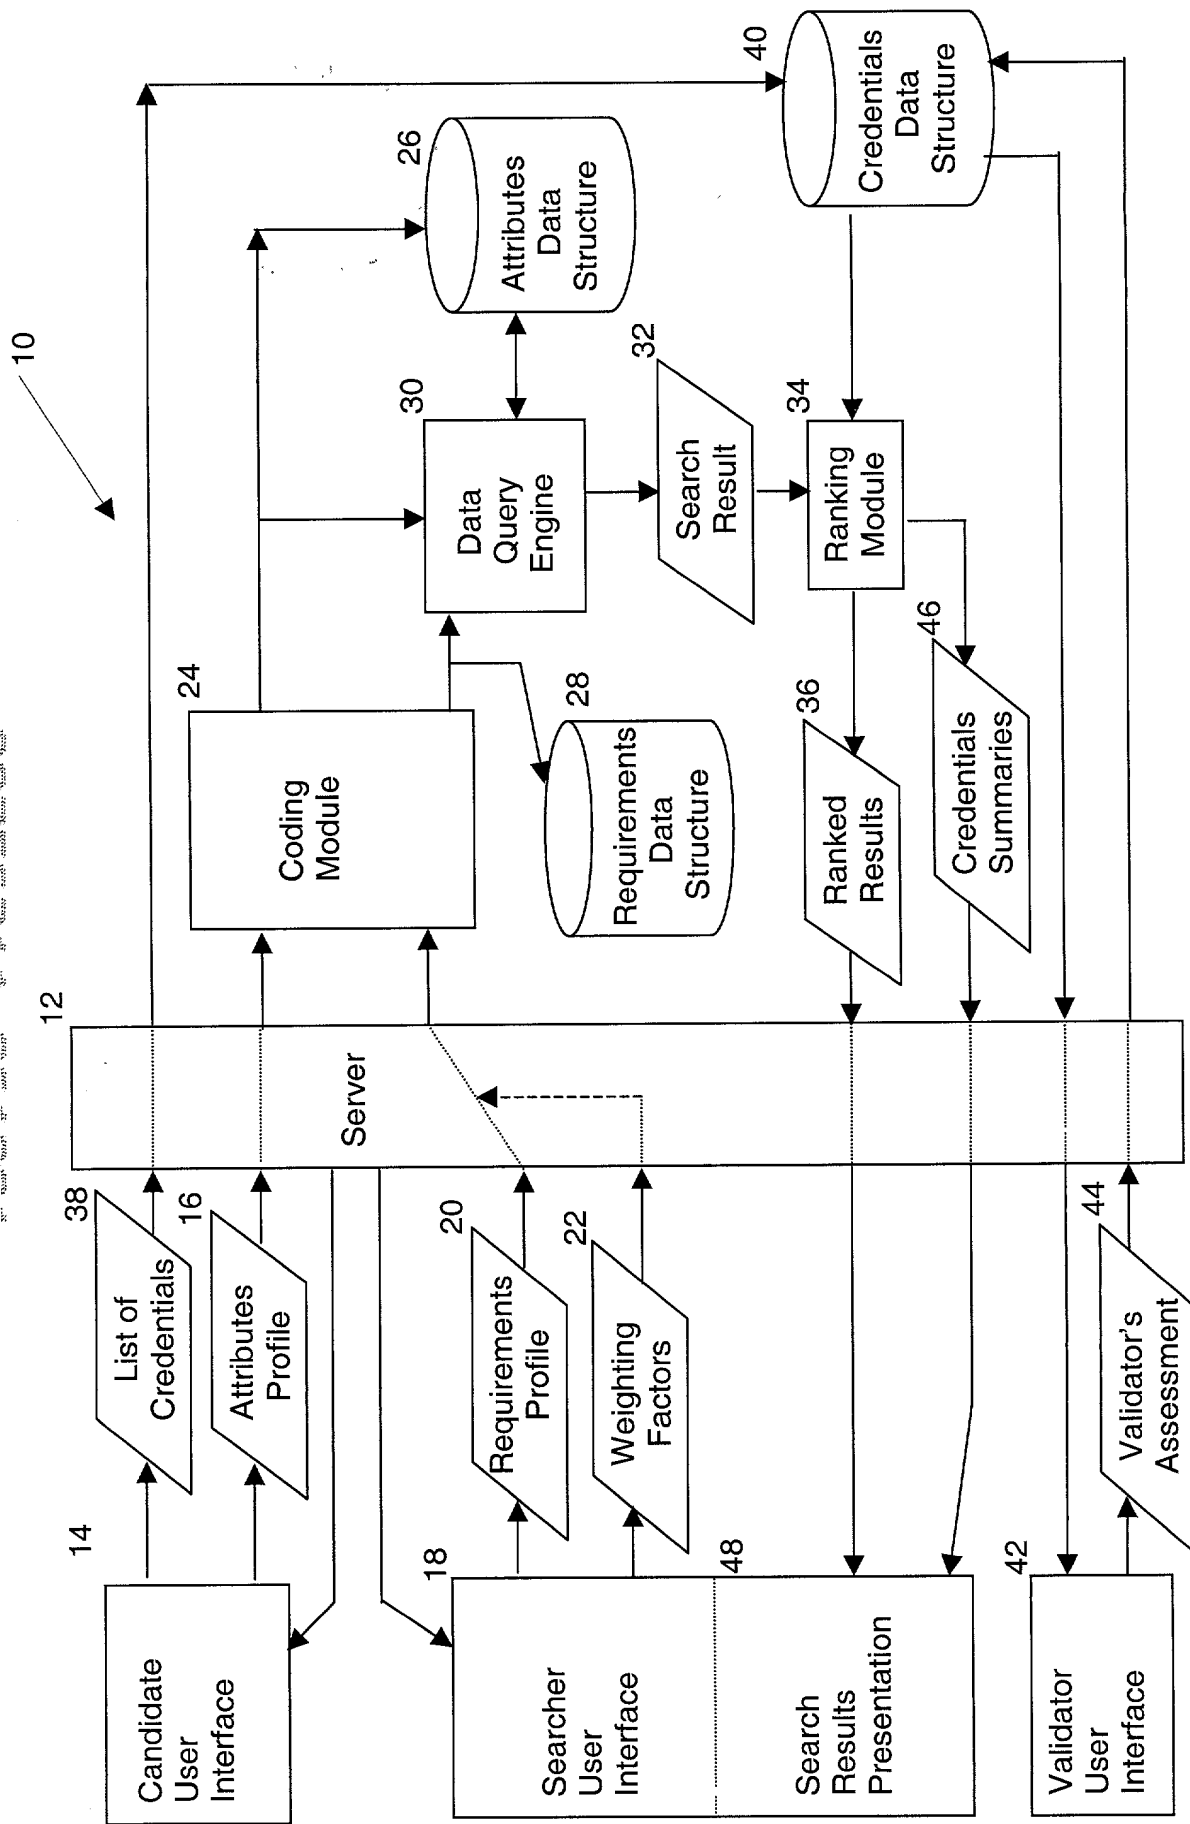 10
Candidate
User
Interface
14
List of
Credentials
38
Attributes
Profile
16
Server
12
Coding
Module
24
Data
Query
Engine
30
Attributes
Data
Structure
26
Credentials
Data
Structure
40
Searcher
User
Interface
18
Requirements
Profile
20
Weighting
Factors
22
Requirements
Data
Structure
28
Search
Result
32
Ranking
Module
34
Search
Results
Presentation
48
Ranked
Results
36
Credentials
Summaries
46
Validator
User
Interface
42
Validator's
Assessment
44